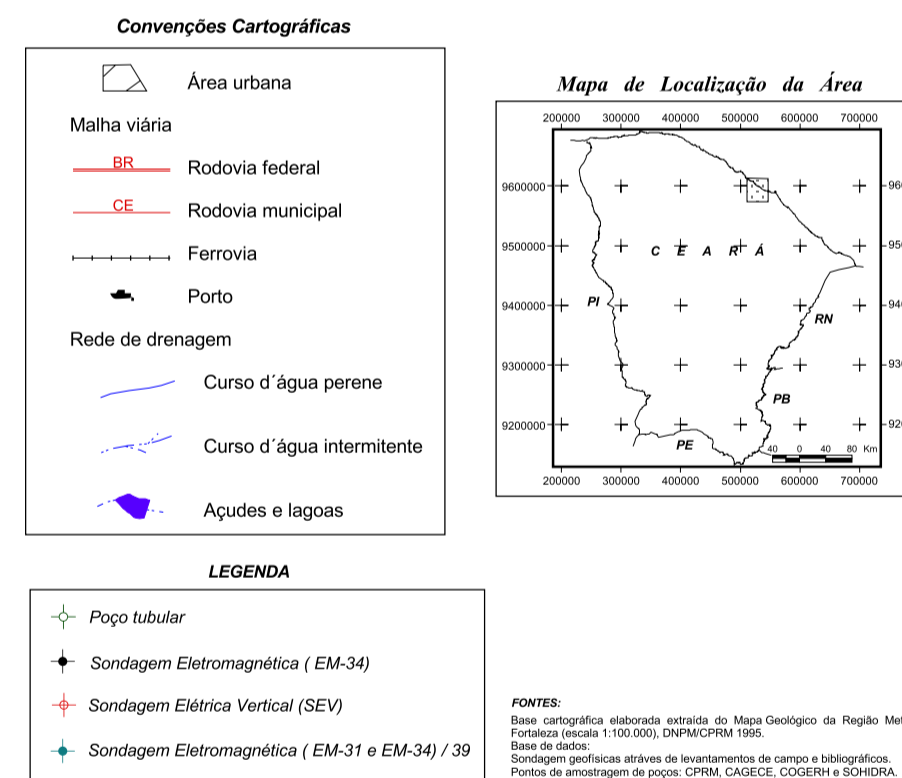 Convenções Cartográficas
Área urbana
Malha viária
BR
Rodovia federal
CE
Rodovia municipal
Ferrovia
Porto
Rede de drenagem
Curso d´água perene
Curso d´água intermitente
Açudes e lagoas
Mapa de Localização da Área
200000 300000 400000 500000 600000 700000
9600000
9500000
9400000
9300000
9200000
C E A R Á
PI
RN
PB
PE
40 0 40 80 Km
200000 300000 400000 500000 600000 700000
LEGENDA
Poço tubular
Sondagem Eletromagnética ( EM-34)
Sondagem Elétrica Vertical (SEV)
Sondagem Eletromagnética ( EM-31 e EM-34) / 39
FONTES:
Base cartográfica elaborada extraída do Mapa Geológico da Região Met
Fortaleza (escala 1:100.000), DNPM/CPRM 1995.
Base de dados:
Sondagem geofísicas atráves de levantamentos de campo e bibliográficos.
Pontos de amostragem de poços: CPRM, CAGECE, COGERH e SOHIDRA.